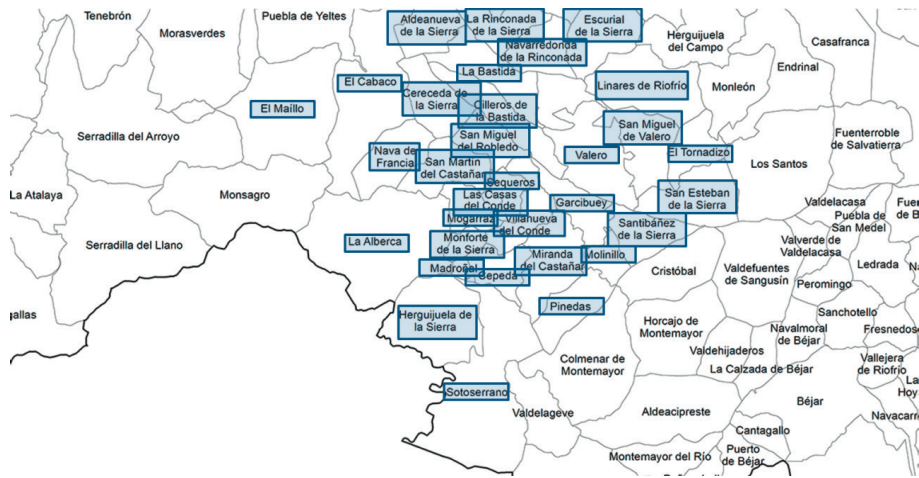 Tenebrón
Puebla de Yeltes
Aldeanueva
de la Sierra
La Rinconada
de la Sierra
Escurial
de la Sierra
Morasverdes
Herguijuela
del Campo
Casafranca
Navarredonda
de la Rinconada
Endrinal
La Bastida
El Cabaco
Linares de Riofrío
Monleón
Cereceda de
la Sierra
Cilleros de
la Bastida
El Maíllo
San Miguel
de Valero
Serradilla del Arroyo
San Miguel
del Robledo
Fuenterroble
de Salvatierra
Nava de
Francia
Valero
El Tornadizo
San Martín
del Castañar
Los Santos
La Atalaya
Monsagro
Sequeros
San Esteban
de la Sierra
Las Casas
del Conde
Garcibuey
Valdelacasa
Mogarraz
Villanueva
del Conde
Santibáñez
de la Sierra
Puebla de
San Medel
Serradilla del Llano
La Alberca
Monforte
de la Sierra
Valverde de
Valdelacasa
Miranda
del Castañar
Molinillo
Ledrada
Madroñal
Cepeda
Cristóbal
Valdefuentes
de Sangusín
Peromingo
Pinedas
Sanchotello
Herguijuela de
la Sierra
Horcajo de
Montemayor
Navalmoral
de Béjar
Valdehijaderos
Colmenar de
Montemayor
La Calzada de Béjar
Vallejera
de Riofrío
Sotoserrano
Béjar
Valdelageve
Aldeacipreste
Cantagallo
Montemayor del Río
Puerto
de Béjar